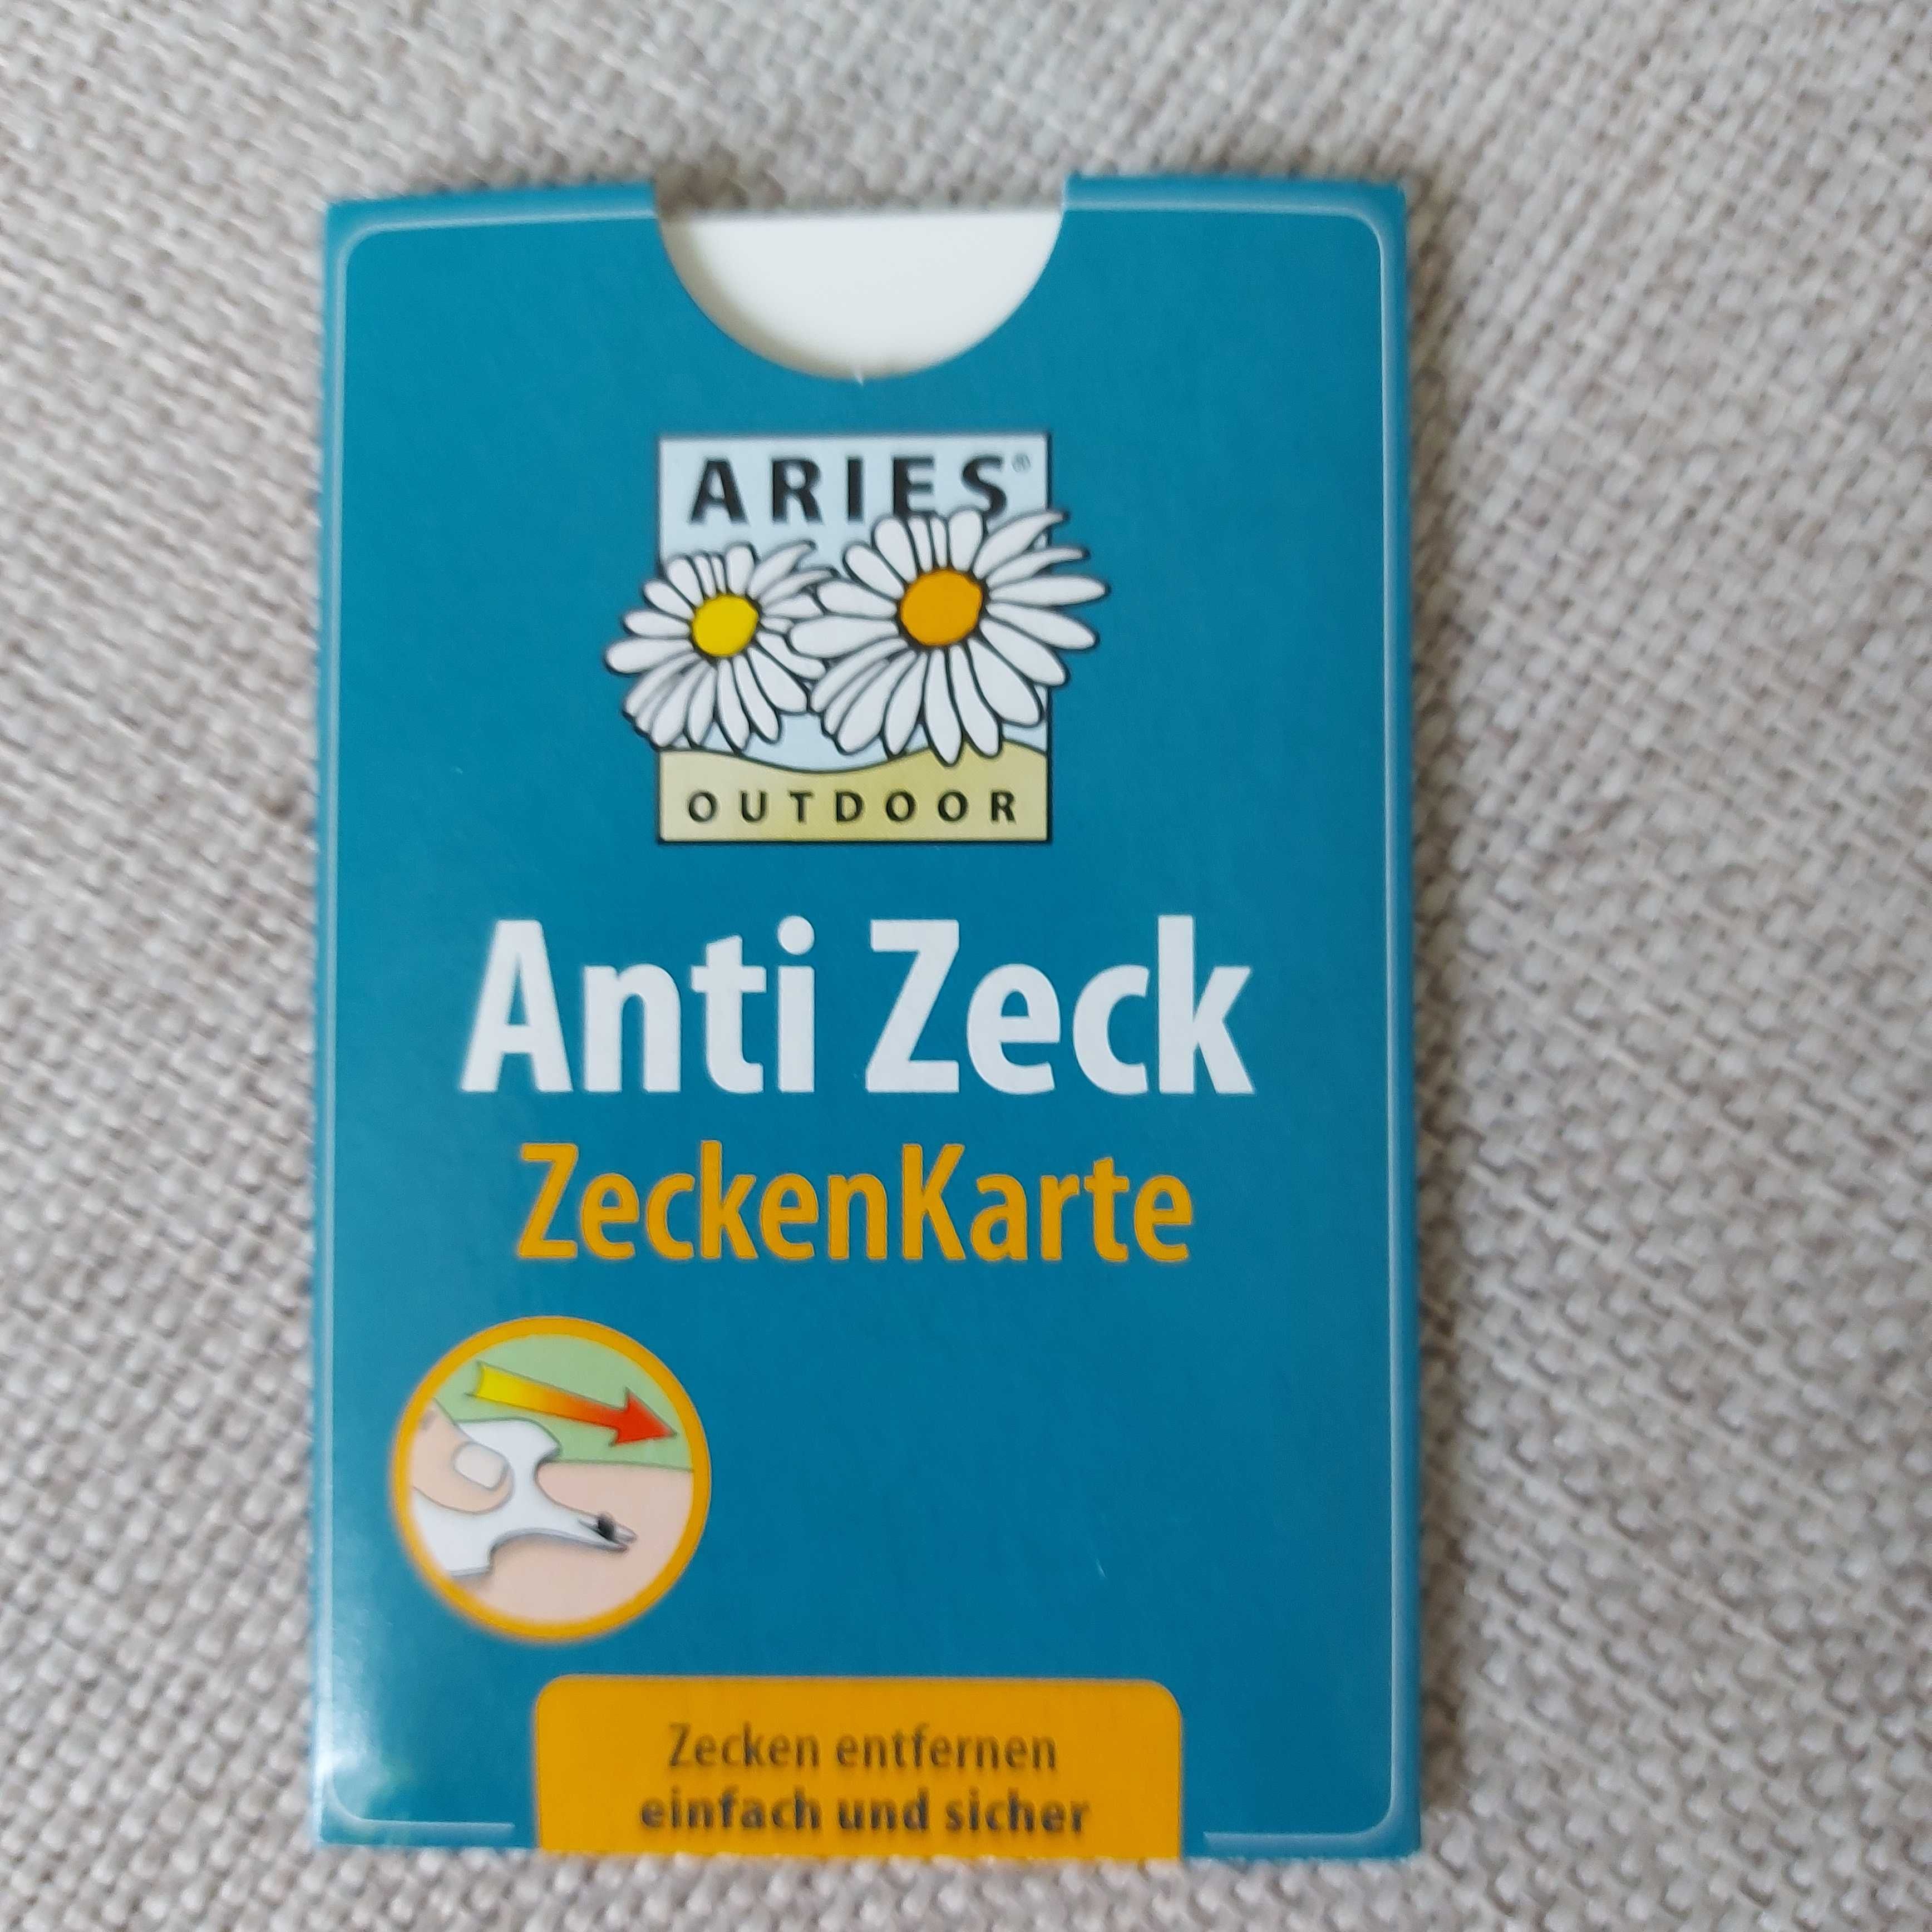 ARIES®
OUTDOOR
Anti Zeck
ZeckenKarte
Zecken entfernen
einfach und sicher